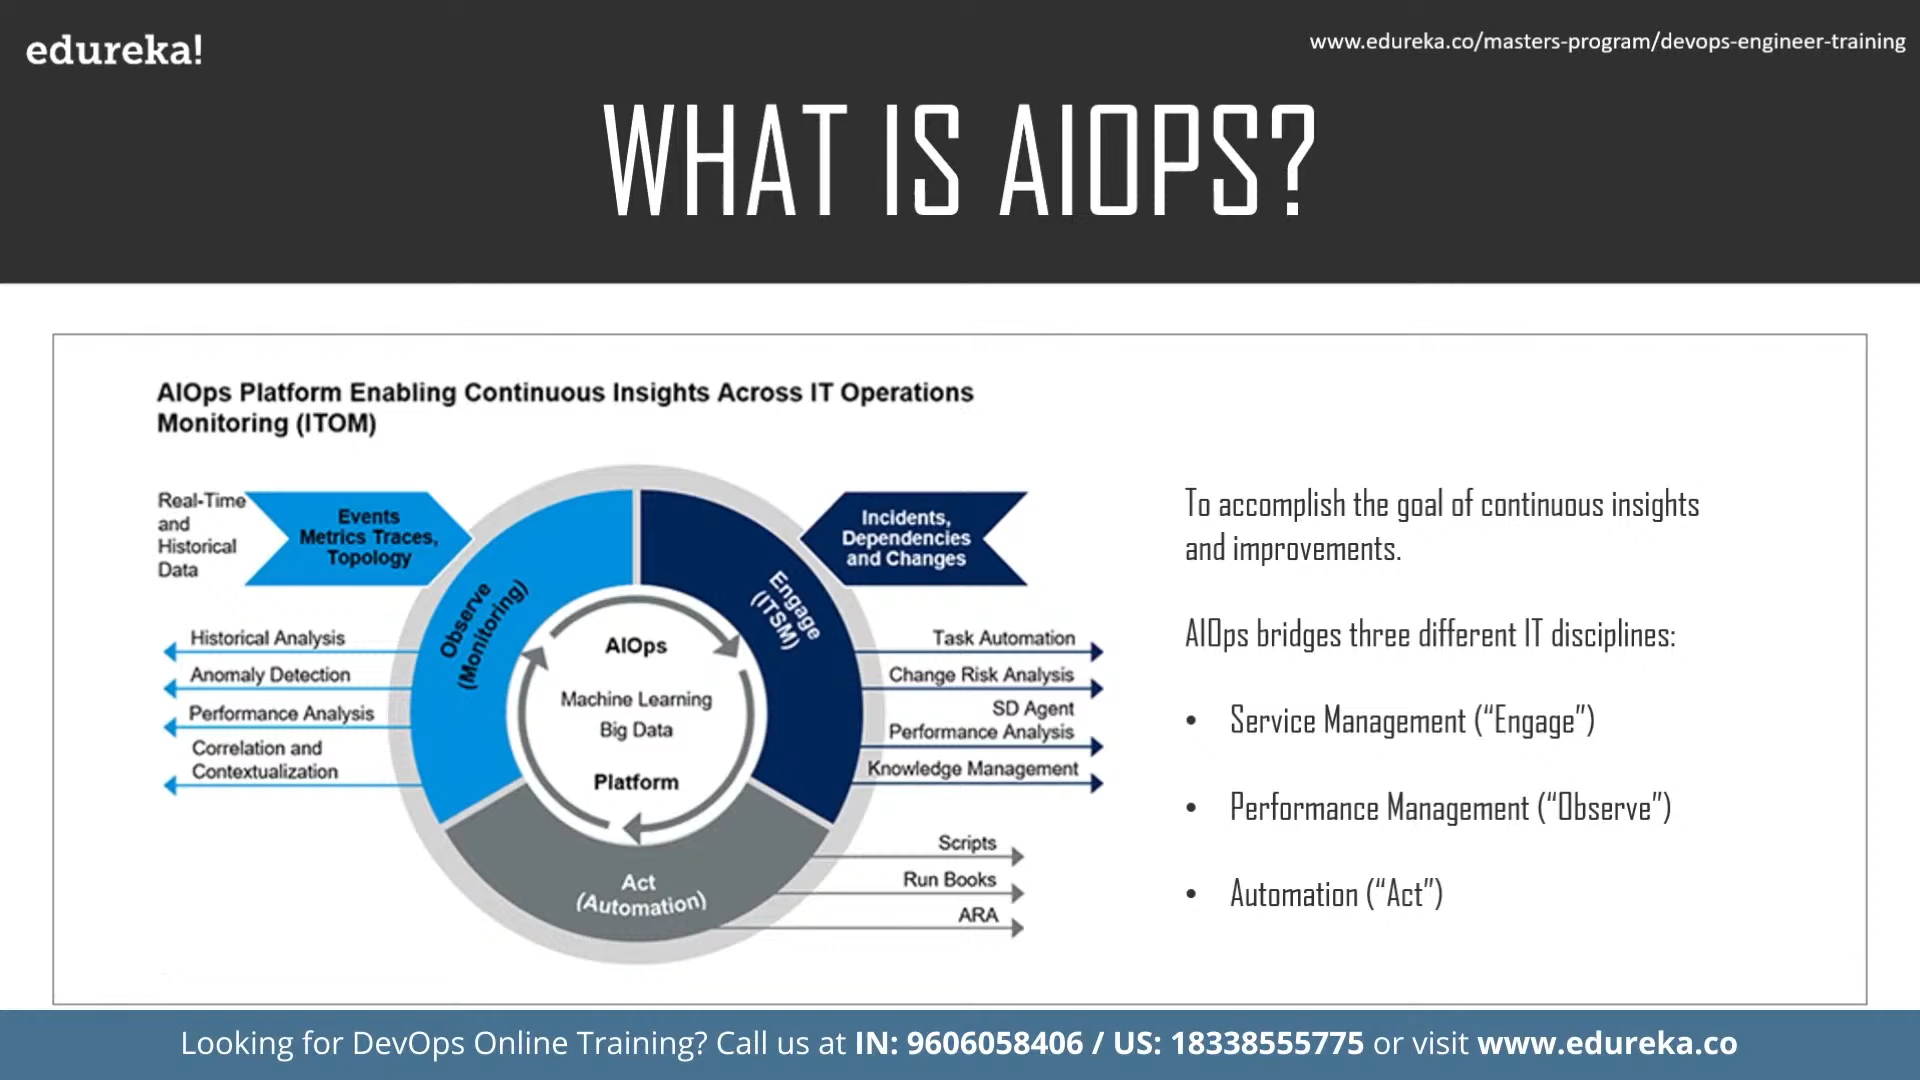 edureka!
www.edureka.co/masters-program/devops-engineer-training
WHAT IS AIOPS?
AIOps Platform Enabling Continuous Insights Across IT Operations
Monitoring (ITOM)
Real-Time
and
Historical
Data
Events
Metrics Traces,
Topology
Incidents,
Dependencies
and Changes
Observe
(Monitoring)
Engage
(ITSM)
AIOps
Machine Learning
Big Data
Platform
Act
(Automation)
Historical Analysis
Anomaly Detection
Performance Analysis
Correlation and
Contextualization
Task Automation
Change Risk Analysis
SD Agent
Performance Analysis
Knowledge Management
Scripts
Run Books
ARA
To accomplish the goal of continuous insights
and improvements.
AIOps bridges three different IT disciplines:
• Service Management (“Engage”)
• Performance Management (“Observe”)
• Automation (“Act”)
Looking for DevOps Online Training? Call us at IN: 9606058406 / US: 18338555775 or visit www.edureka.co